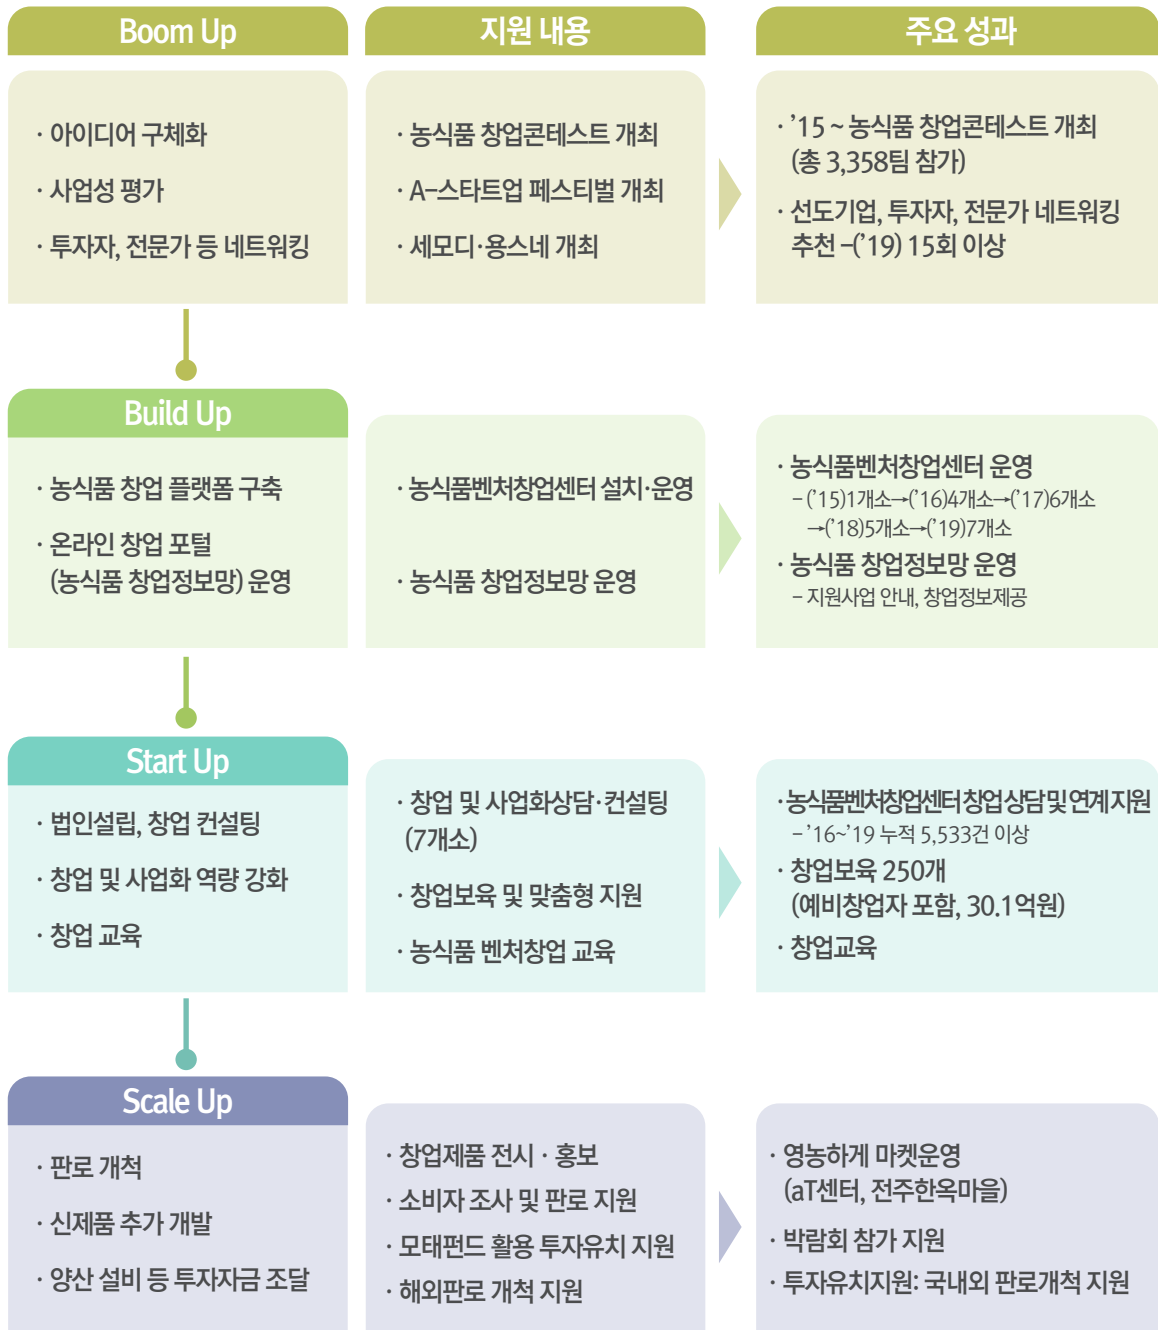 Boom Up
지원 내용
주요 성과
· 아이디어 구체화
· 사업성 평가
· 투자자, 전문가 등 네트워킹
· 농식품 창업콘테스트 개최
· A-스타트업 페스티벌 개최
· 세모디·용스네 개최
· ’15 ~ 농식품 창업콘테스트 개최
(총 3,358팀 참가)
· 선도기업, 투자자, 전문가 네트워킹
추천 -(’19) 15회 이상
Build Up
· 농식품 창업 플랫폼 구축
· 온라인 창업 포털
(농식품 창업정보망) 운영
· 농식품벤처창업센터 설치·운영
· 농식품 창업정보망 운영
· 농식품벤처창업센터 운영
- (’15)1개소→(’16)4개소→(’17)6개소
→(’18)5개소→(’19)7개소
· 농식품 창업정보망 운영
- 지원사업 안내, 창업정보제공
Start Up
· 법인설립, 창업 컨설팅
· 창업 및 사업화 역량 강화
· 창업 교육
· 창업 및 사업화상담·컨설팅
(7개소)
· 창업보육 및 맞춤형 지원
· 농식품 벤처창업 교육
· 농식품벤처창업센터 창업 상담 및 연계 지원
- ’16~’19 누적 5,533건 이상
· 창업보육 250개
(예비창업자 포함, 30.1억원)
· 창업교육
Scale Up
· 판로 개척
· 신제품 추가 개발
· 양산 설비 등 투자자금 조달
· 창업제품 전시 · 홍보
· 소비자 조사 및 판로 지원
· 모태펀드 활용 투자유치 지원
· 해외판로 개척 지원
· 영농하게 마켓운영
(aT센터, 전주한옥마을)
· 박람회 참가 지원
· 투자유치지원: 국내외 판로개척 지원